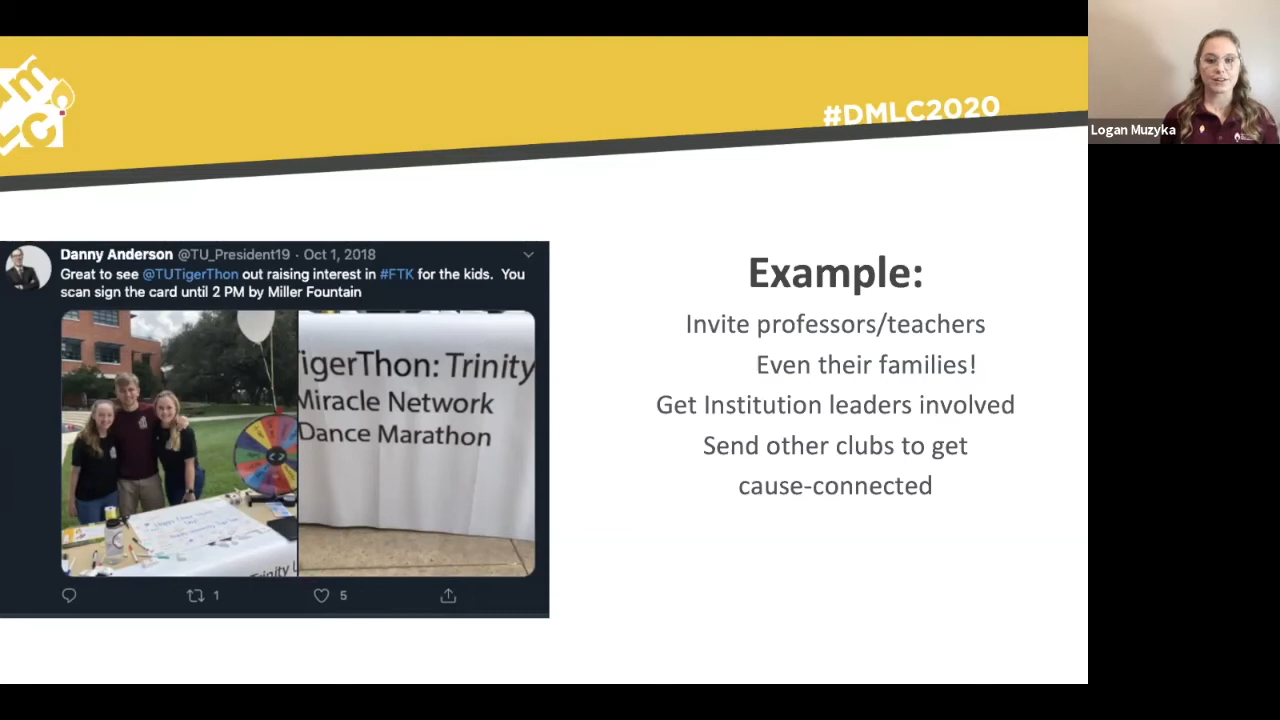 #DMLC2020
Logan Muzyka
Danny Anderson @TU_President19 · Oct 1, 2018
Great to see @TUTigerThon out raising interest in #FTK for the kids. You
scan sign the card until 2 PM by Miller Fountain
igerThon: Trinity
Miracle Network
Dance Marathon
Trinity
1
5
Example:
Invite professors/teachers
Even their families!
Get Institution leaders involved
Send other clubs to get
cause-connected